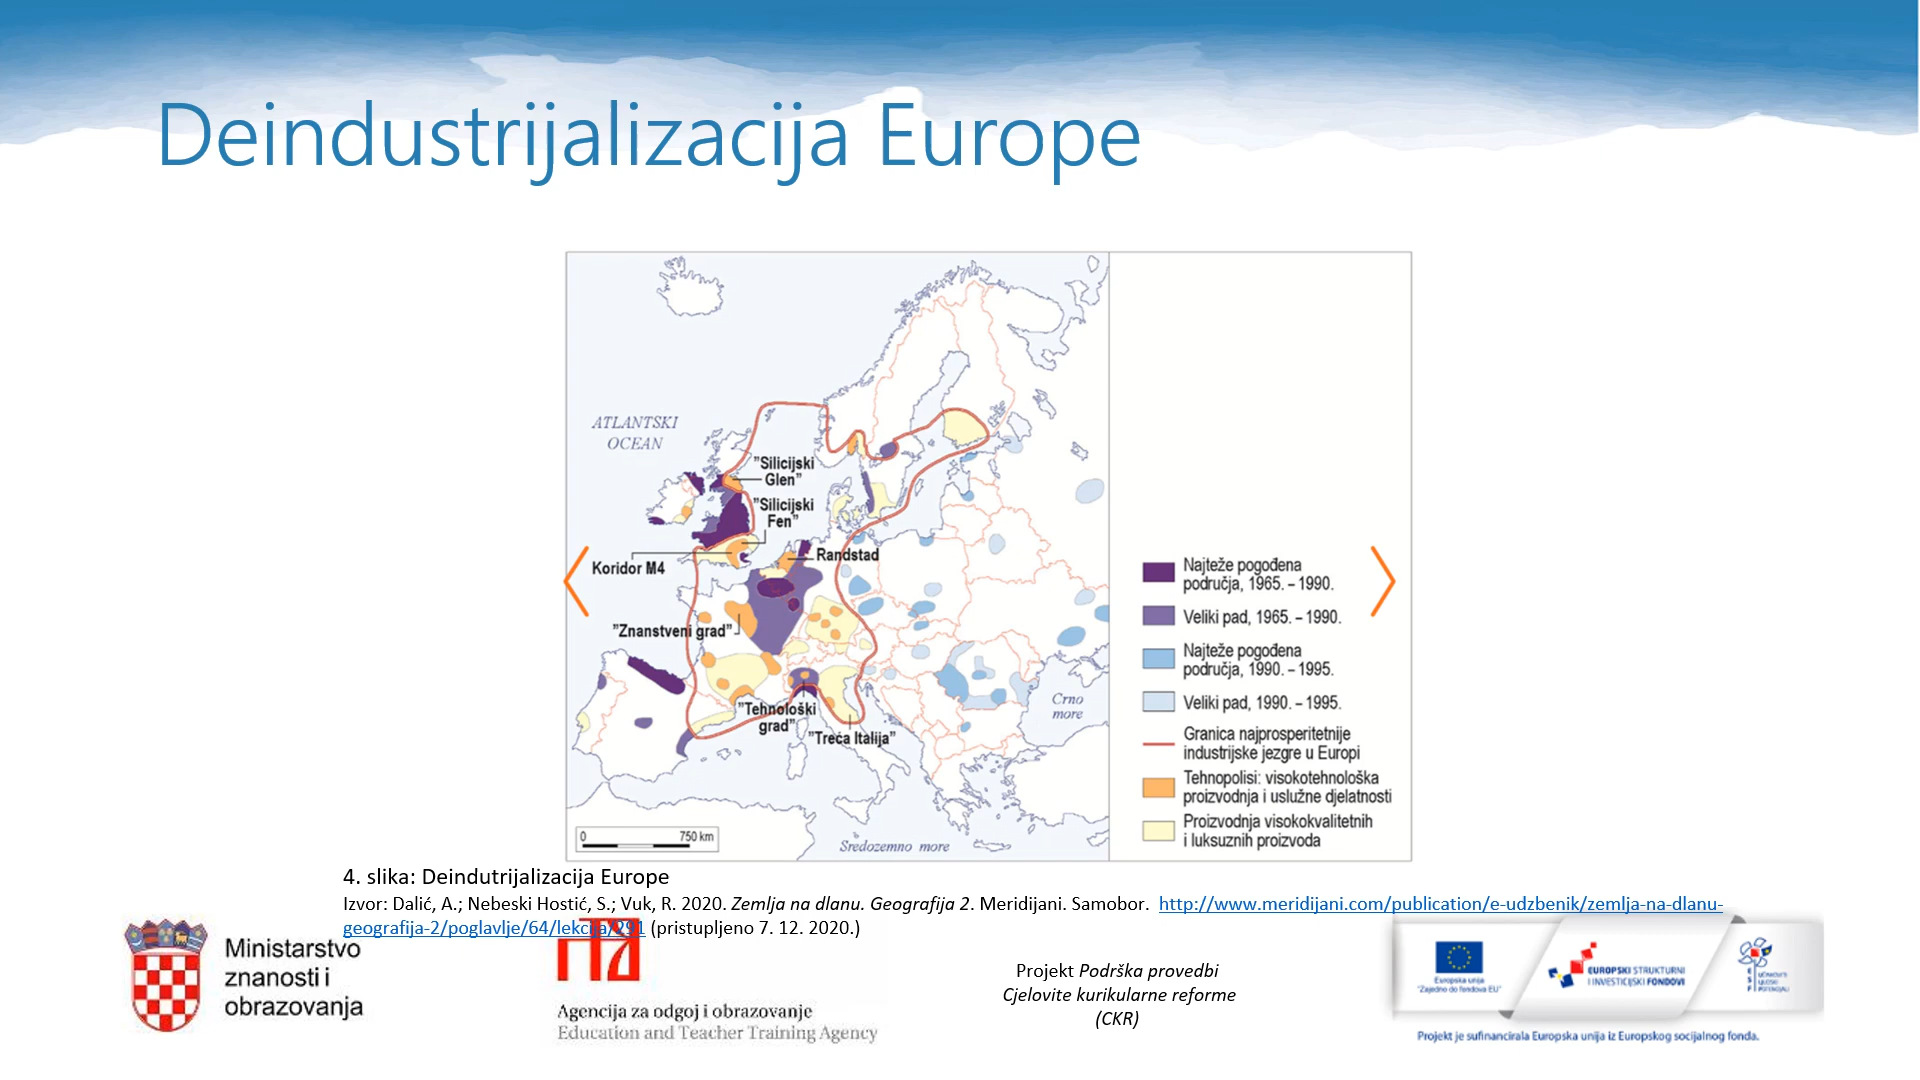 Deindustrijalizacija Europe
ATLANTSKI
OCEAN
"Silicijski
Glen"
"Silicijski
Fen"
Koridor M4
Randstad
"Znanstveni grad"
"Tehnološki
grad"
"Treća Italija"
Crno
more
Sredozemno more
0 750 km
Najteže pogođena
područja, 1965. – 1990.
Veliki pad, 1965. – 1990.
Najteže pogođena
područja, 1990. – 1995.
Veliki pad, 1990. – 1995.
Granica najprosperitetnije
industrijske jezgre u Europi
Tehnopolisi: visokotehnološka
proizvodnja i uslužne djelatnosti
Proizvodnja visokokvalitetnih
i luksuznih proizvoda
4. slika: Deindutrijalizacija Europe
Izvor: Dalić, A.; Nebeski Hostić, S.; Vuk, R. 2020. Zemlja na dlanu. Geografija 2. Meridijani. Samobor. http://www.meridijani.com/publication/e-udzbenik/zemlja-na-dlanu-
geografija-2/poglavlje/64/lekcija/291 (pristupljeno 7. 12. 2020.)
Ministarstvo
znanosti i
obrazovanja
Agencija za odgoj i obrazovanje
Education and Teacher Training Agency
Projekt Podrška provedbi
Cjelovite kurikularne reforme
(CKR)
Europska unija
"Zajedno do fondova EU"
EUROPSKI STRUKTURNI
I INVESTICIJSKI FONDOVI
Projekt je sufinancirala Europska unija iz Europskog socijalnog fonda.